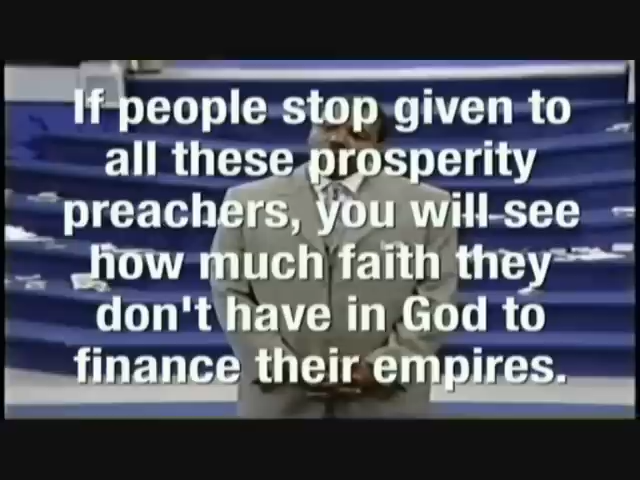 If people stop given to
all these prosperity
preachers, you will see
how much faith they
don't have in God to
finance their empires.